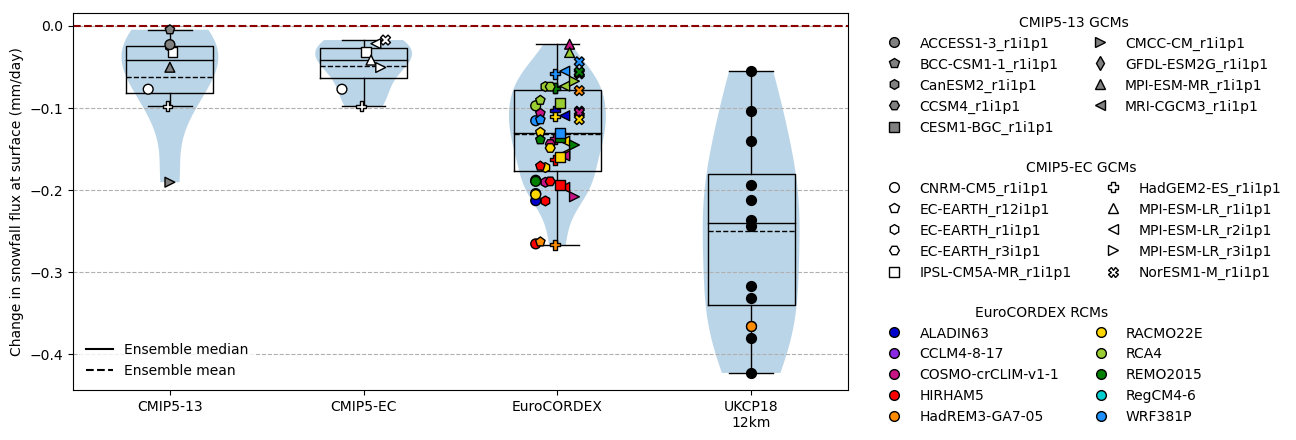 Change in snowfall flux at surface (mm/day)
0.0
−0.1
−0.2
−0.3
−0.4
Ensemble median
Ensemble mean
CMIP5-13
CMIP5-EC
EuroCORDEX
UKCP18
12km
CMIP5-13 GCMs
ACCESS1-3_r1i1p1
BCC-CSM1-1_r1i1p1
CanESM2_r1i1p1
CCSM4_r1i1p1
CESM1-BGC_r1i1p1
CMCC-CM_r1i1p1
GFDL-ESM2G_r1i1p1
MPI-ESM-MR_r1i1p1
MRI-CGCM3_r1i1p1
CMIP5-EC GCMs
CNRM-CM5_r1i1p1
EC-EARTH_r12i1p1
EC-EARTH_r1i1p1
EC-EARTH_r3i1p1
IPSL-CM5A-MR_r1i1p1
HadGEM2-ES_r1i1p1
MPI-ESM-LR_r1i1p1
MPI-ESM-LR_r2i1p1
MPI-ESM-LR_r3i1p1
NorESM1-M_r1i1p1
EuroCORDEX RCMs
ALADIN63
CCLM4-8-17
COSMO-crCLIM-v1-1
HIRHAM5
HadREM3-GA7-05
RACMO22E
RCA4
REMO2015
RegCM4-6
WRF381P